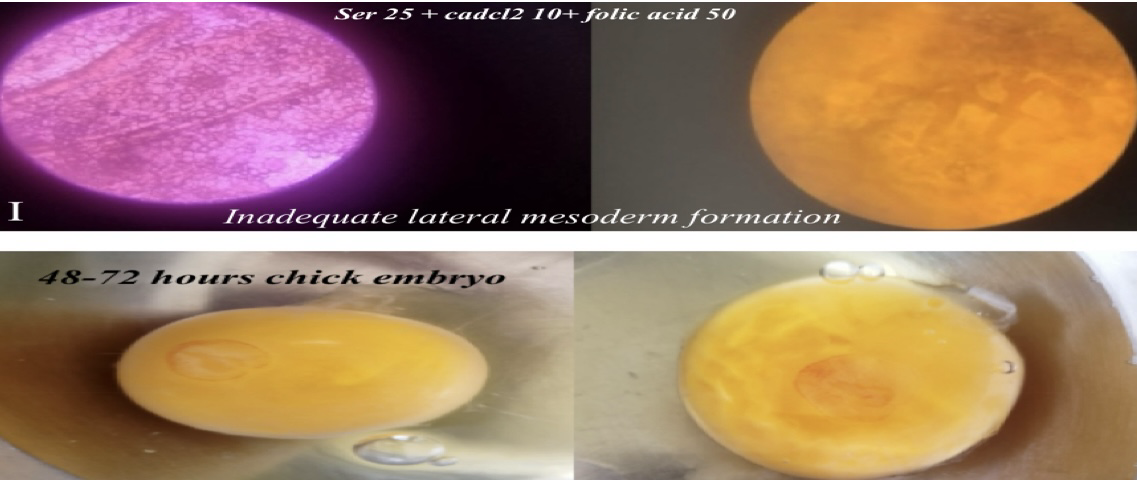 Ser 25 + cadcl2 10+ folic acid 50
I
Inadequate lateral mesoderm formation
48-72 hours chick embryo